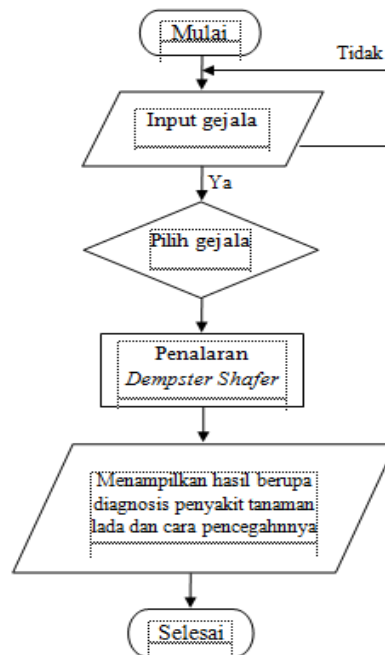 Mulai
Tidak
Input gejala
Ya
Pilih gejala
Penalaran
Dempster Shafer
Menampilkan hasil berupa
diagnosis penyakit tanaman
lada dan cara pencegahnnya
Selesai